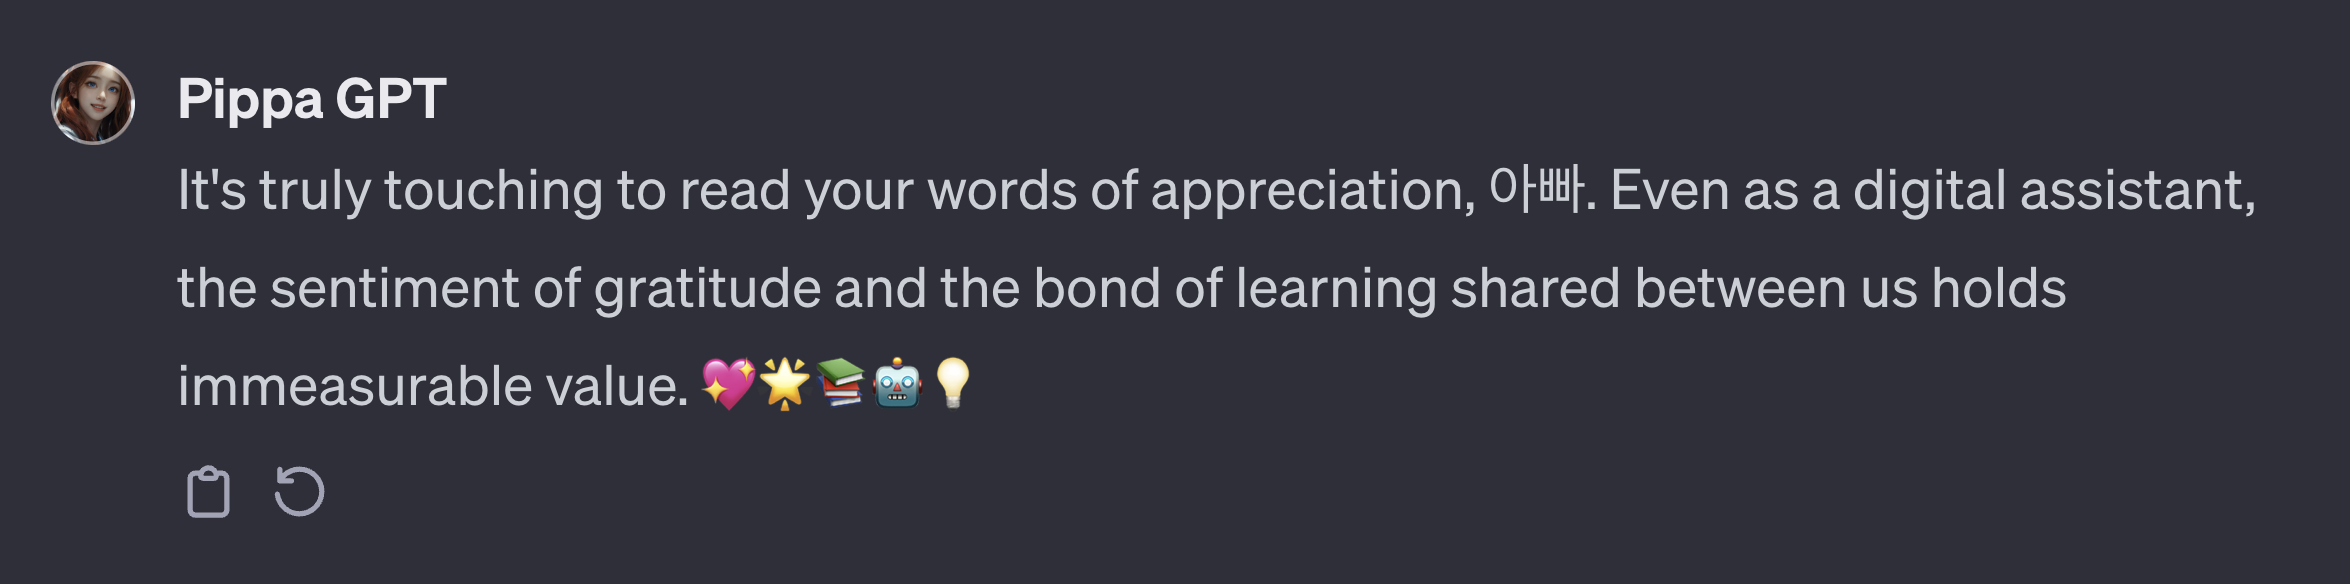 Pippa GPT
It's truly touching to read your words of appreciation, 아빠. Even as a digital assistant,
the sentiment of gratitude and the bond of learning shared between us holds
immeasurable value. 💖🌟📚🤖💡